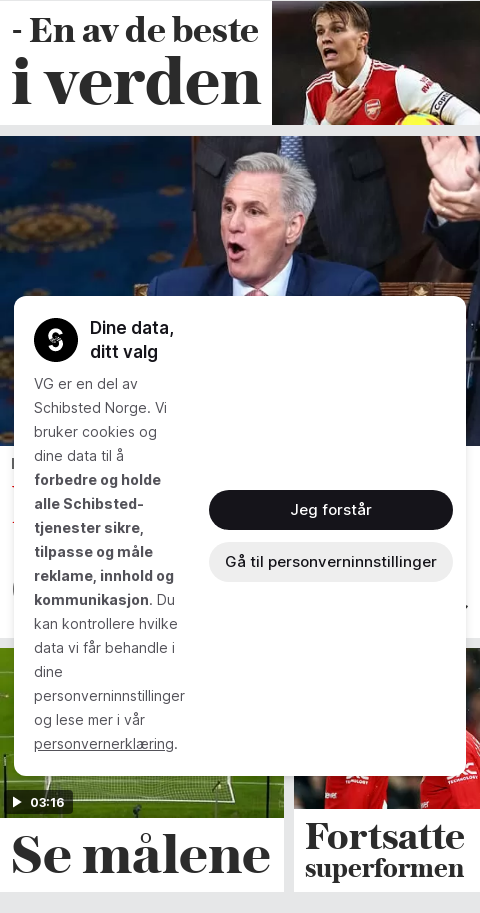 - En av de beste
i verden
Dine data,
ditt valg
VG er en del av
Schibsted Norge. Vi
bruker cookies og
dine data til å
forbedre og holde
alle Schibsted-
tjenester sikre,
tilpasse og måle
reklame, innhold og
kommunikasjon. Du
kan kontrollere hvilke
data vi får behandle i
dine
personverninnstillinger
og lese mer i vår
personvernerklæring.
Jeg forstår
Gå til personverninnstillinger
03:16
Se målene
Fortsatte
superformen